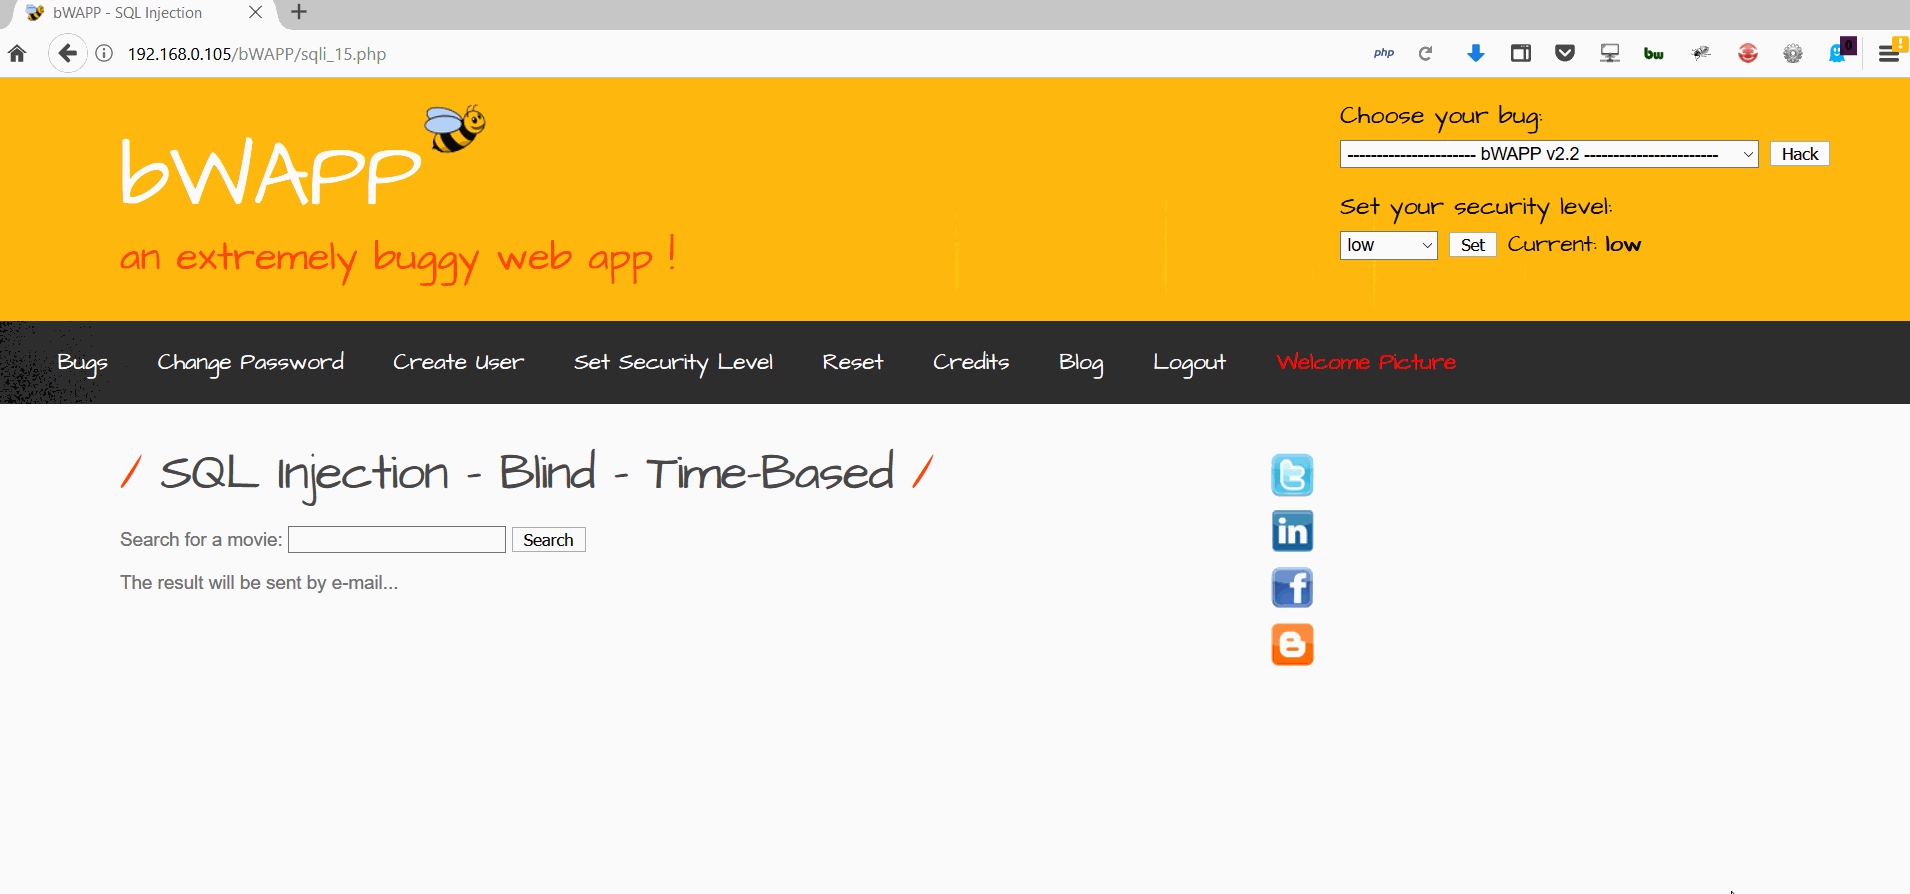 bWAPP - SQL Injection
192.168.0.105/bWAPP/sqli_15.php
php
bw
0
!
bWAPP
an extremely buggy web app !
Choose your bug:
---------------------- bWAPP v2.2 -----------------------
Hack
Set your security level:
low
Set
Current: low
Bugs
Change Password
Create User
Set Security Level
Reset
Credits
Blog
Logout
Welcome Picture
/ SQL Injection - Blind - Time-Based /
Search for a movie:
Search
The result will be sent by e-mail...